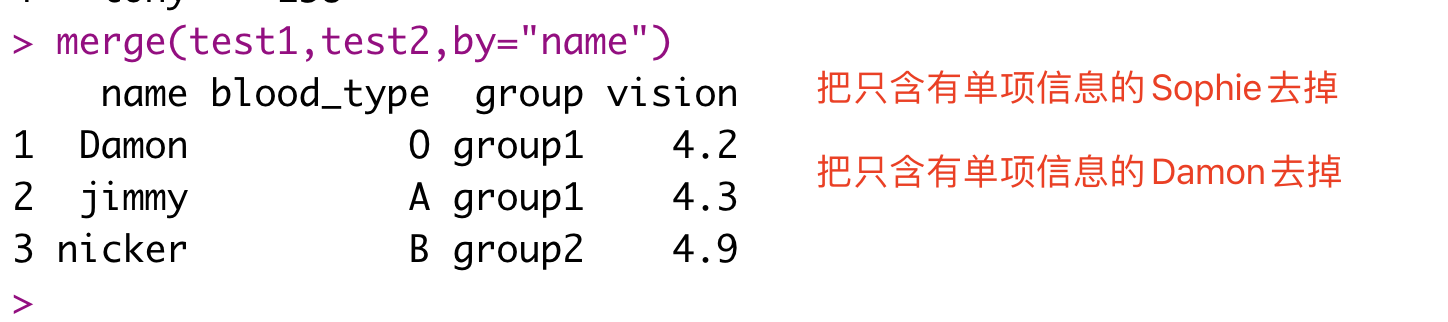 > merge(test1,test2,by="name")
name blood_type group vision
把只含有单项信息的Sophie去掉
1 Damon O group1 4.2
把只含有单项信息的Damon去掉
2 jimmy A group1 4.3
3 nicker B group2 4.9
>